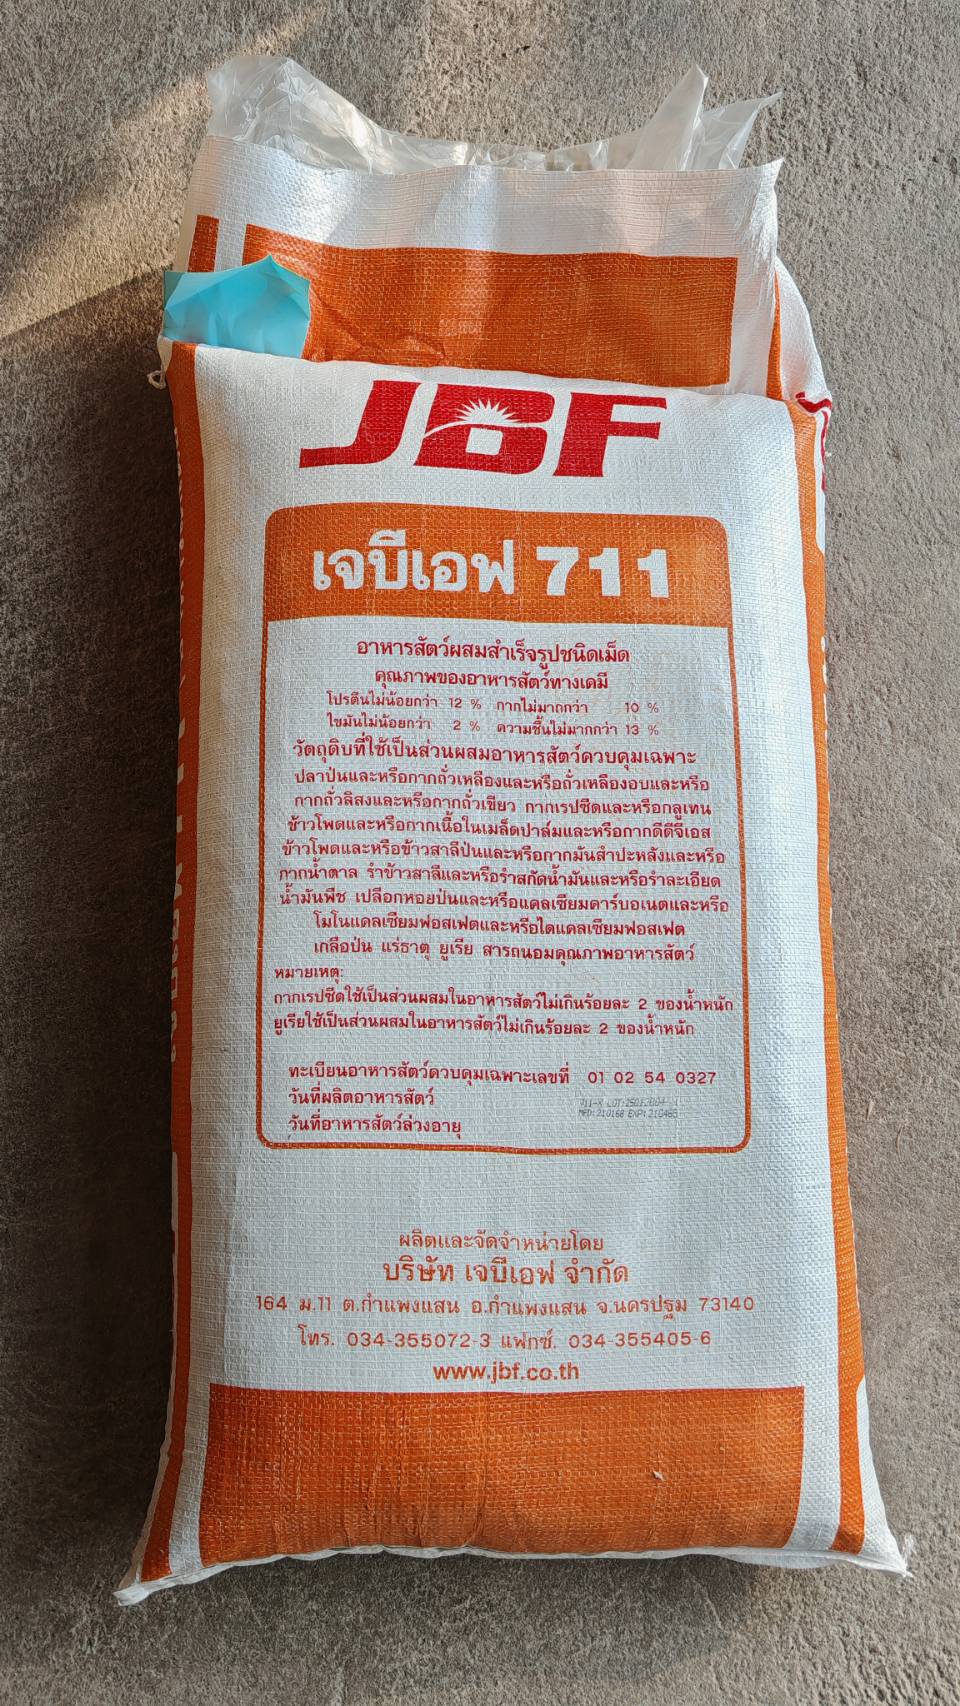 JBF
เจบีเอฟ 711
อาหารสัตว์ผสมสำเร็จรูปชนิดเม็ด
คุณภาพของอาหารสัตว์ทางเคมี
โปรตีนไม่น้อยกว่า 12 % กากไม่มากกว่า 10 %
ไขมันไม่น้อยกว่า 2 % ความชื้นไม่มากกว่า 13 %
วัตถุดิบที่ใช้เป็นส่วนผสมอาหารสัตว์ควบคุมเฉพาะ
ปลาป่นและหรือกากถั่วเหลืองและหรือถั่วเหลืองอบและหรือ
กากถั่วลิสงและหรือกากถั่วเขียว กากเรปซีดและหรือกลูเทน
ข้าวโพดและหรือกากเนื้อในเมล็ดปาล์มและหรือกากดีดีจีเอส
ข้าวโพดและหรือข้าวสาลีป่นและหรือกากมันสำปะหลังและหรือ
กากน้ำตาล รำข้าวสาลีและหรือรำสกัดน้ำมันและหรือรำละเอียด
น้ำมันพืช เปลือกหอยป่นและหรือแคลเซียมคาร์บอเนตและหรือ
โมโนแคลเซียมฟอสเฟตและหรือไดแคลเซียมฟอสเฟต
เกลือป่น แร่ธาตุ ยูเรีย สารถนอมคุณภาพอาหารสัตว์
หมายเหตุ:
กากเรปซีดใช้เป็นส่วนผสมในอาหารสัตว์ไม่เกินร้อยละ 2 ของน้ำหนัก
ยูเรียใช้เป็นส่วนผสมในอาหารสัตว์ไม่เกินร้อยละ 2 ของน้ำหนัก
ทะเบียนอาหารสัตว์ควบคุมเฉพาะเลขที่ 01 02 54 0327
วันที่ผลิตอาหารสัตว์
วันที่อาหารสัตว์ล่วงอายุ
MFD:210168 EXP:210468
ผลิตและจัดจำหน่ายโดย
บริษัท เจบีเอฟ จำกัด
164 ม.11 ต.กำแพงแสน อ.กำแพงแสน จ.นครปฐม 73140
โทร. 034-355072-3 แฟกซ์. 034-355405-6
www.jbf.co.th